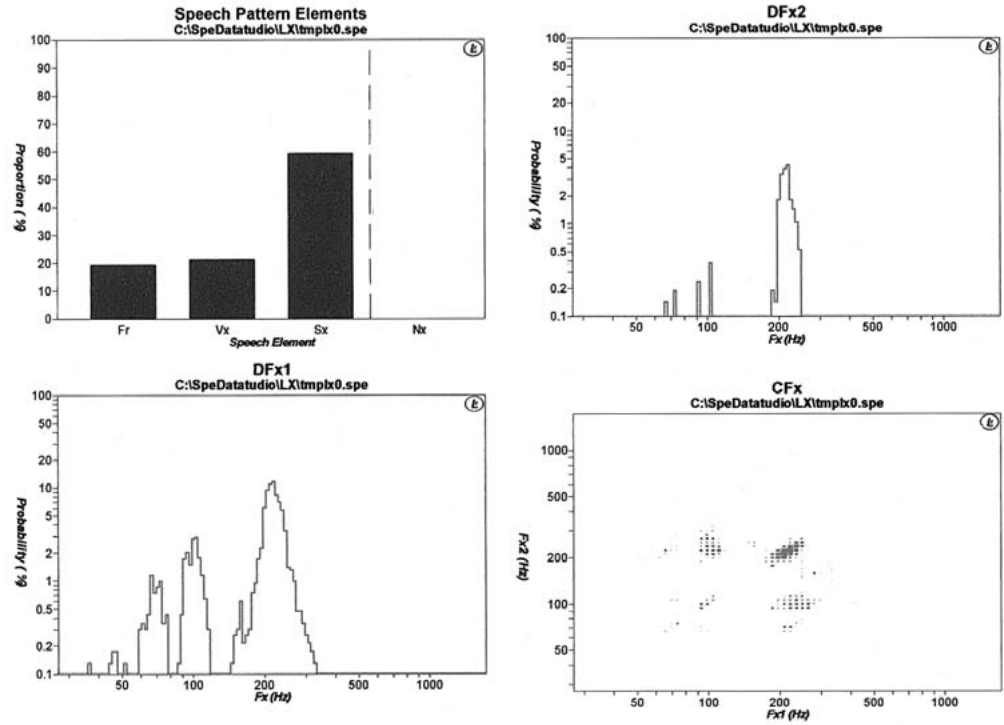 Speech Pattern Elements
C:\SpeDatatudio\LX\tmplx0.spe
100
90
80
70
60
50
40
30
20
10
0
Proportion (%)
Fr Vx Sx Nx
Speech Element
DFx2
C:\SpeDatatudio\LX\tmplx0.spe
100
50
20
10
5
2
1
0.5
0.2
0.1
Probability (%)
50 100 200 500 1000
Fx (Hz)
DFx1
C:\SpeDatatudio\LX\tmplx0.spe
100
50
20
10
5
2
1
0.5
0.2
0.1
Probability (%)
50 100 200 500 1000
Fx (Hz)
CFx
C:\SpeDatatudio\LX\tmplx0.spe
1000
500
200
100
50
Fx2 (Hz)
50 100 200 500 1000
Fx1 (Hz)